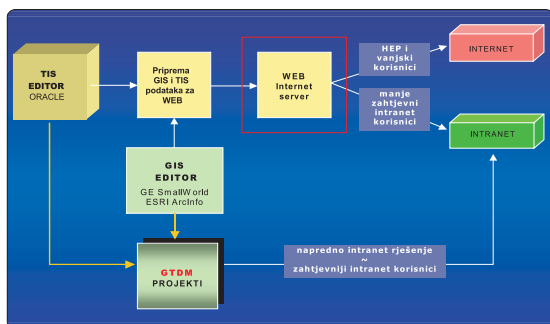 TIS
EDITOR
ORACLE
Priprema
GIS i TIS
podataka za
WEB
WEB
Internet
server
HEP i
vanjski
korisnici
INTERNET
manje
zahtjevni
intranet
korisnici
INTRANET
GIS
EDITOR
GE SmallWorld
ESRI ArcInfo
GTDM
PROJEKTI
napredno intranet rješenje
~
zahtjevniji intranet korisnici